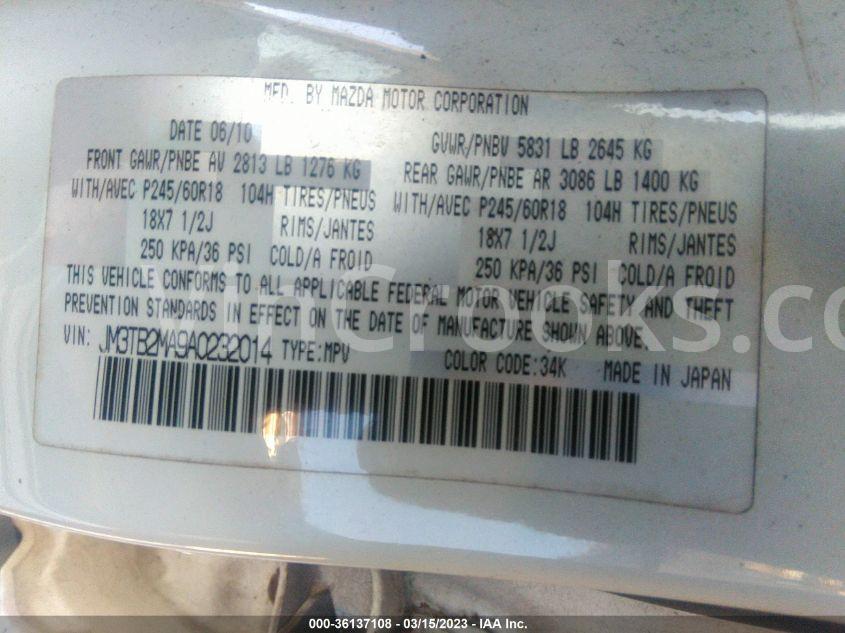 MFD. BY MAZDA MOTOR CORPORATION
DATE 06/10 GVWR/PNBV 5831 LB 2645 KG
FRONT GAWR/PNBE AV 2813 LB 1276 KG REAR GAWR/PNBE AR 3086 LB 1400 KG
WITH/AVEC P245/60R18 104H TIRES/PNEUS WITH/AVEC P245/60R18 104H TIRES/PNEUS
18X7 1/2J RIMS/JANTES 18X7 1/2J RIMS/JANTES
250 KPA/36 PSI COLD/A FROID 250 KPA/36 PSI COLD/A FROID
THIS VEHICLE CONFORMS TO ALL APPLICABLE FEDERAL MOTOR VEHICLE SAFETY AND THEFT
PREVENTION STANDARDS IN EFFECT ON THE DATE OF MANUFACTURE SHOWN ABOVE.
VIN: JM3TB2MA9A0232014 TYPE:MPV COLOR CODE:34K MADE IN JAPAN
VinCrooks.com
000-36137108 - 03/15/2023 - IAA Inc.